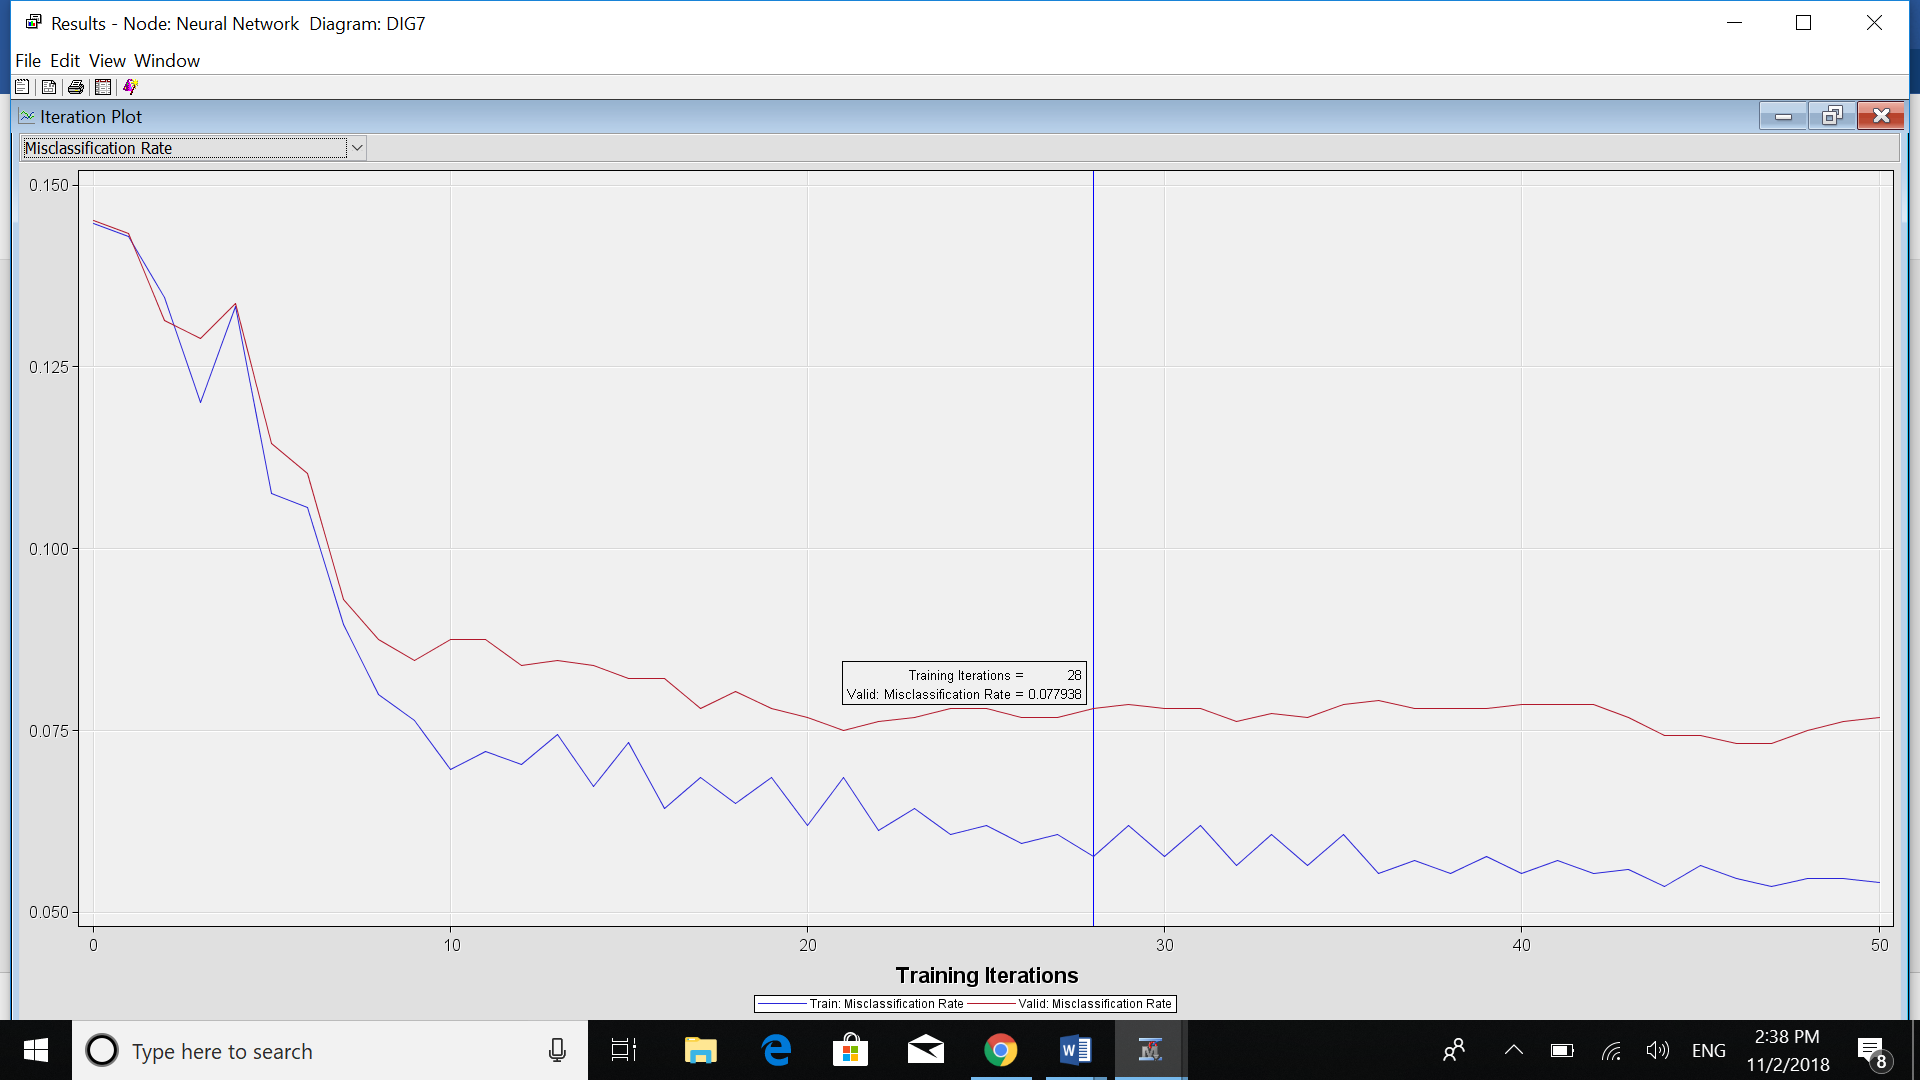 Results - Node: Neural Network  Diagram: DIG7
File Edit View Window
Iteration Plot
Misclassification Rate
0.150
0.125
0.100
0.075
0.050
Training Iterations = 28
Valid: Misclassification Rate = 0.077938
0 10 20 30 40 50
Training Iterations
Train: Misclassification Rate Valid: Misclassification Rate
Type here to search
ENG
2:38 PM
11/2/2018
8